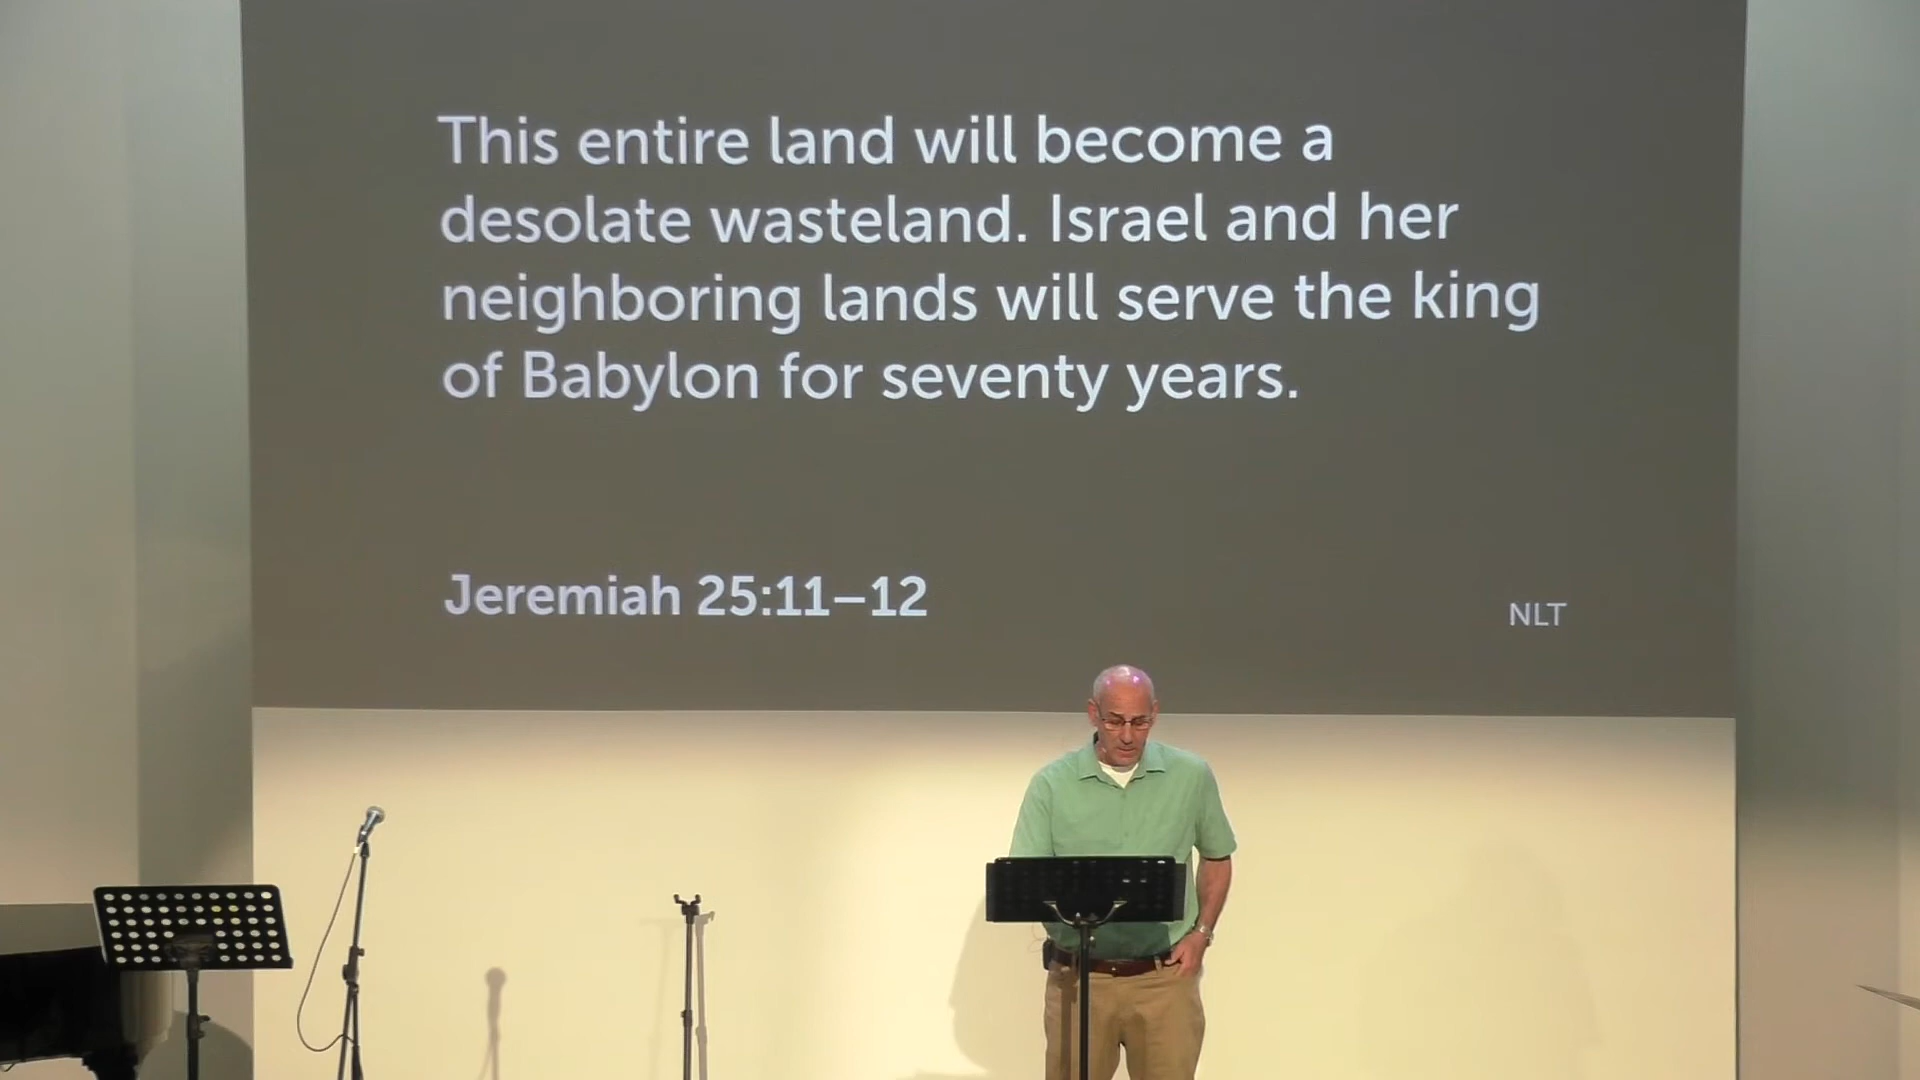 This entire land will become a
desolate wasteland. Israel and her
neighboring lands will serve the king
of Babylon for seventy years.
Jeremiah 25:11–12
NLT